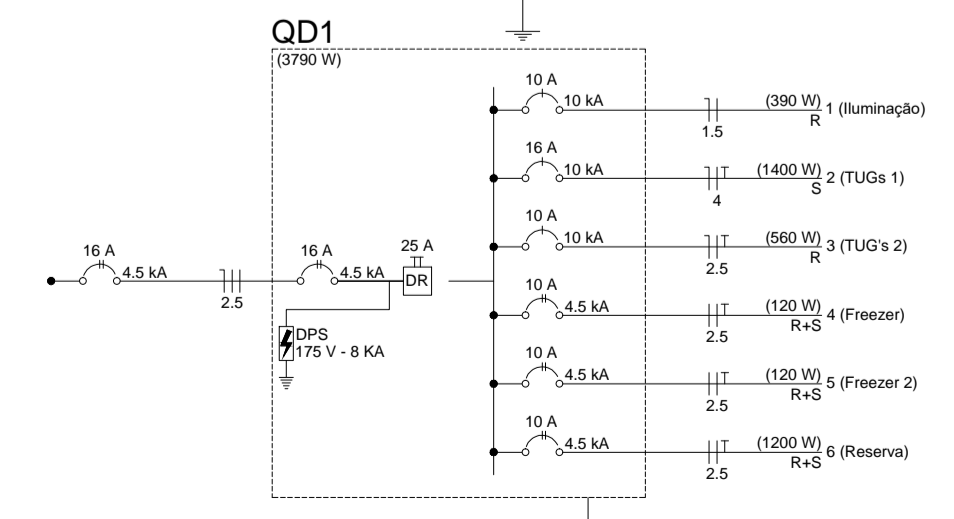 QD1
(3790 W)
10 A
10 kA
(390 W)
1 (Iluminação)
R
1.5
16 A
10 kA
(1400 W)
2 (TUGs 1)
S
4
10 A
10 kA
(560 W)
3 (TUG's 2)
R
2.5
16 A
4.5 kA
2.5
16 A
4.5 kA
25 A
DR
DPS
175 V - 8 KA
10 A
4.5 kA
(120 W)
4 (Freezer)
R+S
2.5
10 A
4.5 kA
(120 W)
5 (Freezer 2)
R+S
2.5
10 A
4.5 kA
(1200 W)
6 (Reserva)
R+S
2.5